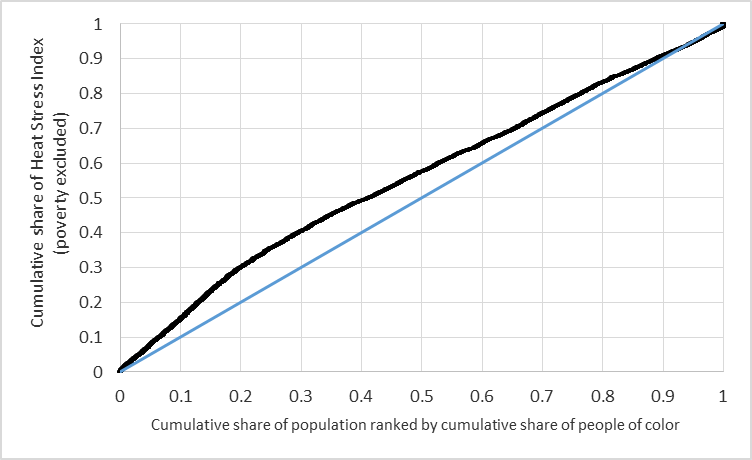 Cumulative share of Heat Stress Index
(poverty excluded)
1
0.9
0.8
0.7
0.6
0.5
0.4
0.3
0.2
0.1
0
0 0.1 0.2 0.3 0.4 0.5 0.6 0.7 0.8 0.9 1
Cumulative share of population ranked by cumulative share of people of color